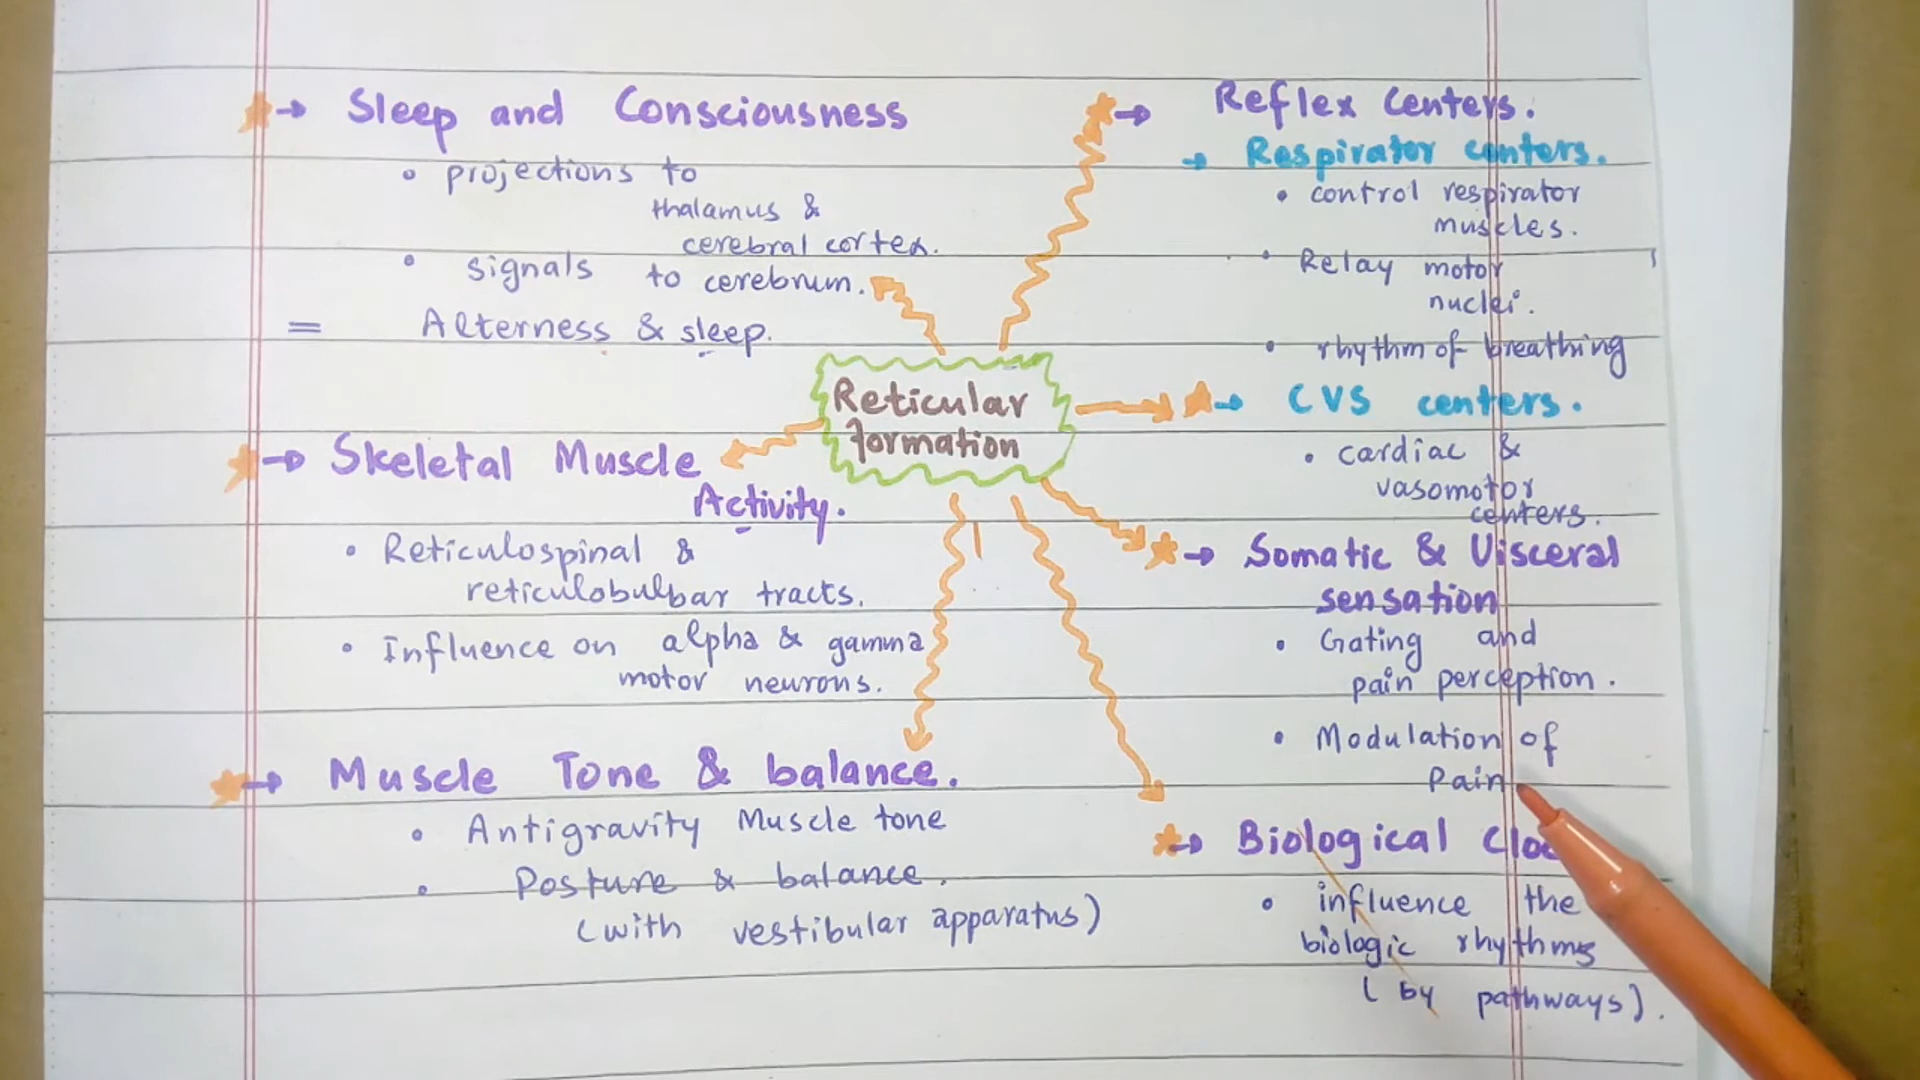 Sleep and Consciousness
projections to
thalamus &
cerebral cortex.
signals to cerebrum.
= Alterness & sleep.
Skeletal Muscle
Activity.
Reticulospinal &
reticulobulbar tracts.
Influence on alpha & gamma
motor neurons.
Muscle Tone & balance.
Antigravity Muscle tone
Posture & balance.
(with vestibular apparatus)
Reticular
formation
Reflex Centers.
Respirator centers.
control respirator
muscles.
Relay motor
nuclei.
rhythm of breathing
CVS centers.
cardiac &
vasomotor
centers.
Somatic & Visceral
sensation
Gating and
pain perception.
Modulation of
Pain
Biological
influence the
biologic rhythms
(by pathways).